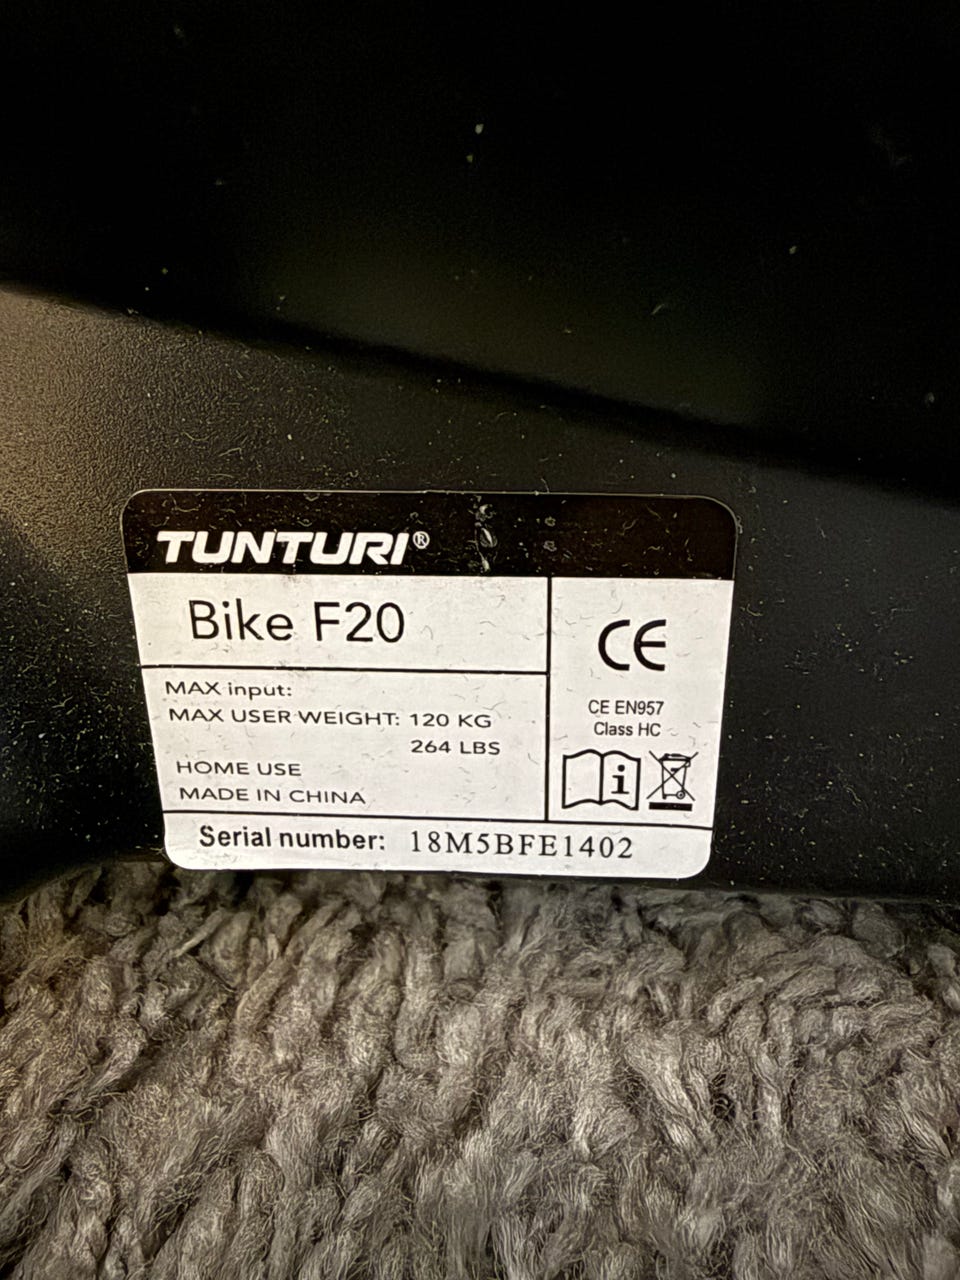 TUNTURI®
Bike F20
MAX input:
MAX USER WEIGHT: 120 KG
264 LBS
HOME USE
MADE IN CHINA
CE
CE EN957
Class HC
i
Serial number: 18M5BFE1402